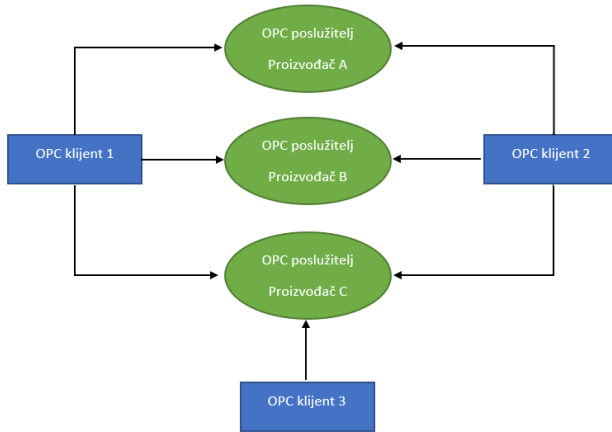 OPC poslužitelj
Proizvođač A
OPC klijent 1
OPC poslužitelj
Proizvođač B
OPC klijent 2
OPC poslužitelj
Proizvođač C
OPC klijent 3